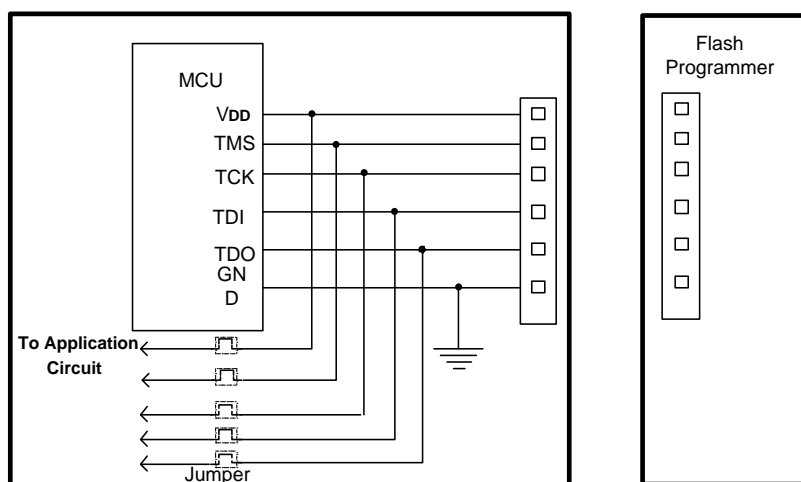 MCU
VDD
TMS
TCK
TDI
TDO
GN
D
To Application
Circuit
Jumper
Flash
Programmer